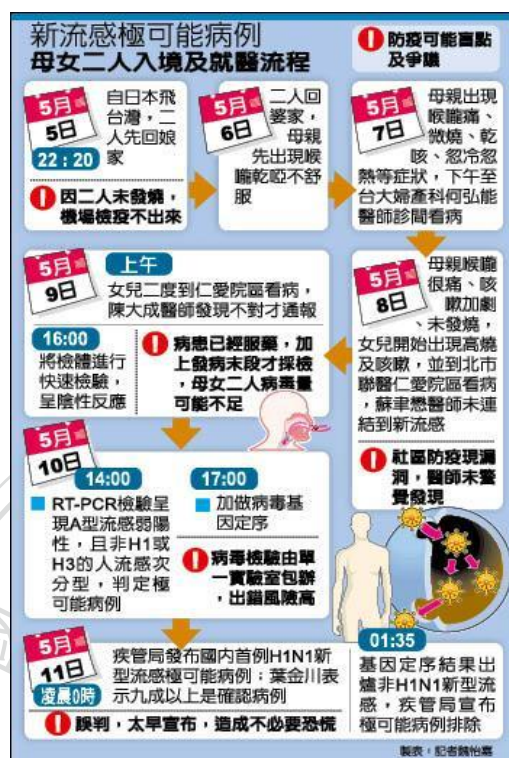 新流感極可能病例
母女二人入境及就醫流程
防疫可能盲點
及爭議
5月
5日
22:20
自日本飛
台灣,二
人先回娘
家
因二人未發燒,
機場檢疫不出來
5月
6日
二人回
婆家,
母親
先出現喉
嚨乾啞不舒
服
5月
7日
母親出現
喉嚨痛、
微燒、乾
咳、忽冷忽
熱等症狀,下午至
台大婦產科何弘能
醫師診間看病
5月
8日
母親喉嚨
很痛、咳
嗽加劇
、未發燒,
女兒開始出現高燒
及咳嗽,並到北市
聯醫仁愛院區看病
,蘇聿懋醫師未連
結到新流感
社區防疫現漏
洞,醫師未警
覺發現
5月
9日
上午
女兒二度到仁愛院區看病,
陳大成醫師發現不對才通報
16:00
將檢體進行
快速檢驗,
呈陰性反應
病患已經服藥,加
上發病末段才採檢
,母女二人病毒量
可能不足
5月
10日
14:00
RT-PCR檢驗呈
現A型流感弱陽
性,且非H1或
H3的人流感次
分型,判定極
可能病例
17:00
加做病毒基
因定序
病毒檢驗由單
一實驗室包辦
,出錯風險高
5月
11日
凌晨0時
疾管局發布國內首例H1N1新
型流感極可能病例;葉金川表
示九成以上是確認病例
誤判,太早宣布,造成不必要恐慌
01:35
基因定序結果出
爐非H1N1新型流
感,疾管局宣布
極可能病例排除
製表:記者魏怡嘉